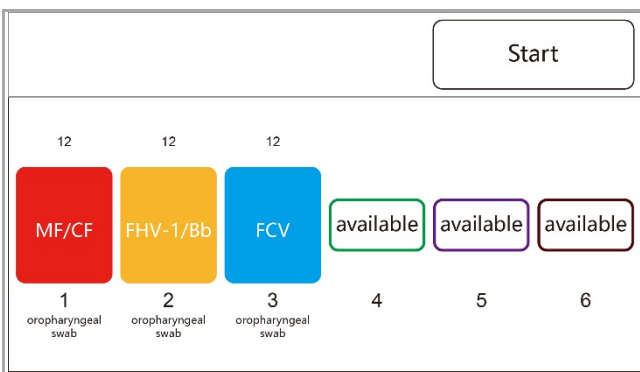 Start
12 12 12
MF/CF FHV-1/Bb FCV available available available
1 2 3 4 5 6
oropharyngeal oropharyngeal oropharyngeal
swab swab swab